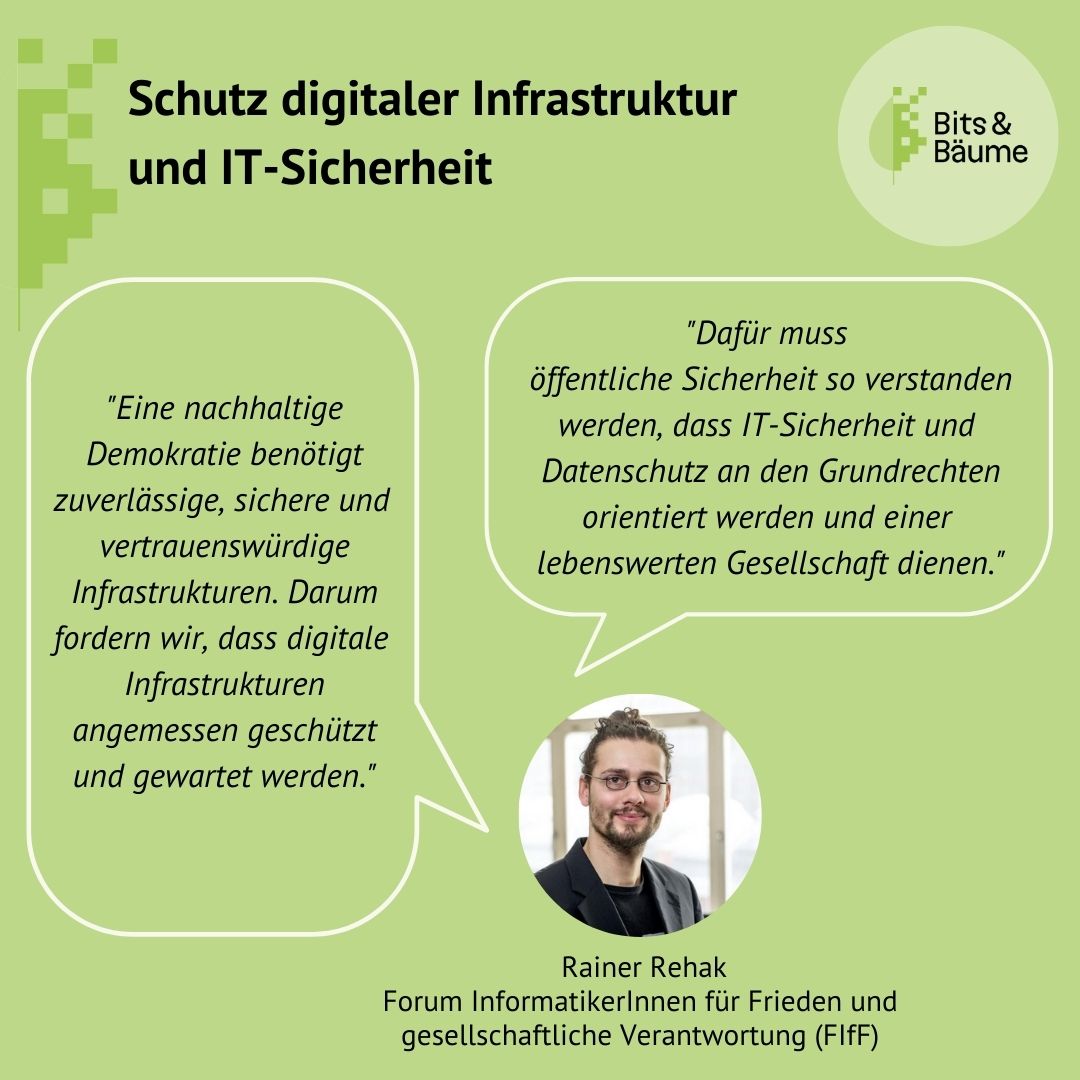 Schutz digitaler Infrastruktur
und IT-Sicherheit
Bits &
Bäume
"Eine nachhaltige
Demokratie benötigt
zuverlässige, sichere und
vertrauenswürdige
Infrastrukturen. Darum
fordern wir, dass digitale
Infrastrukturen
angemessen geschützt
und gewartet werden."
"Dafür muss
öffentliche Sicherheit so verstanden
werden, dass IT-Sicherheit und
Datenschutz an den Grundrechten
orientiert werden und einer
lebenswerten Gesellschaft dienen."
Rainer Rehak
Forum InformatikerInnen für Frieden und
gesellschaftliche Verantwortung (FIfF)